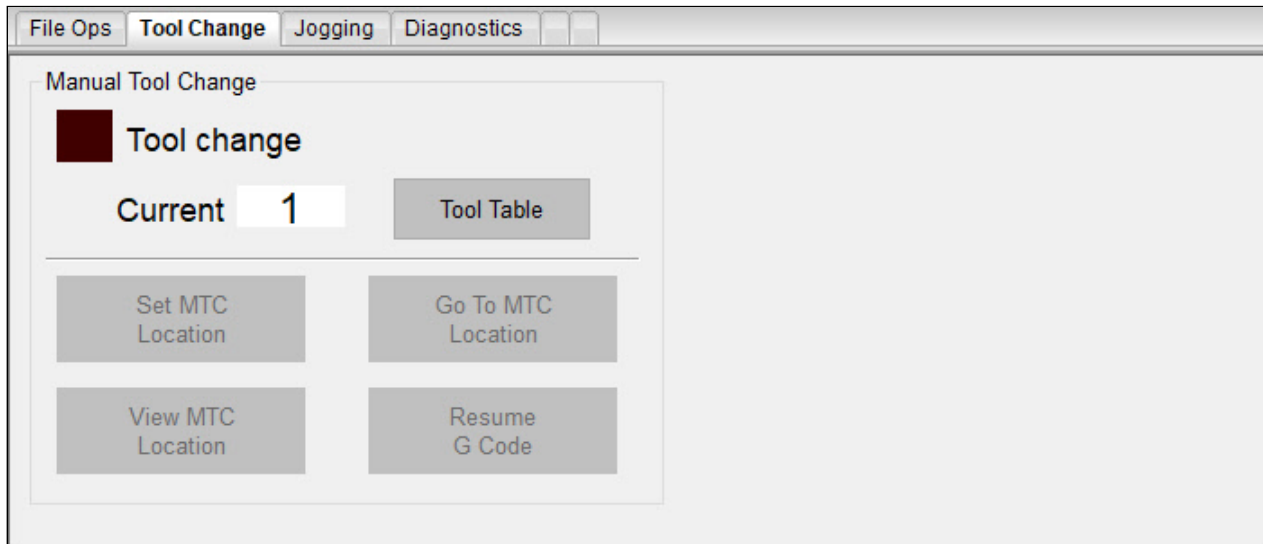 File Ops Tool Change Jogging Diagnostics
Manual Tool Change
Tool change
Current 1 Tool Table
Set MTC
Location
Go To MTC
Location
View MTC
Location
Resume
G Code